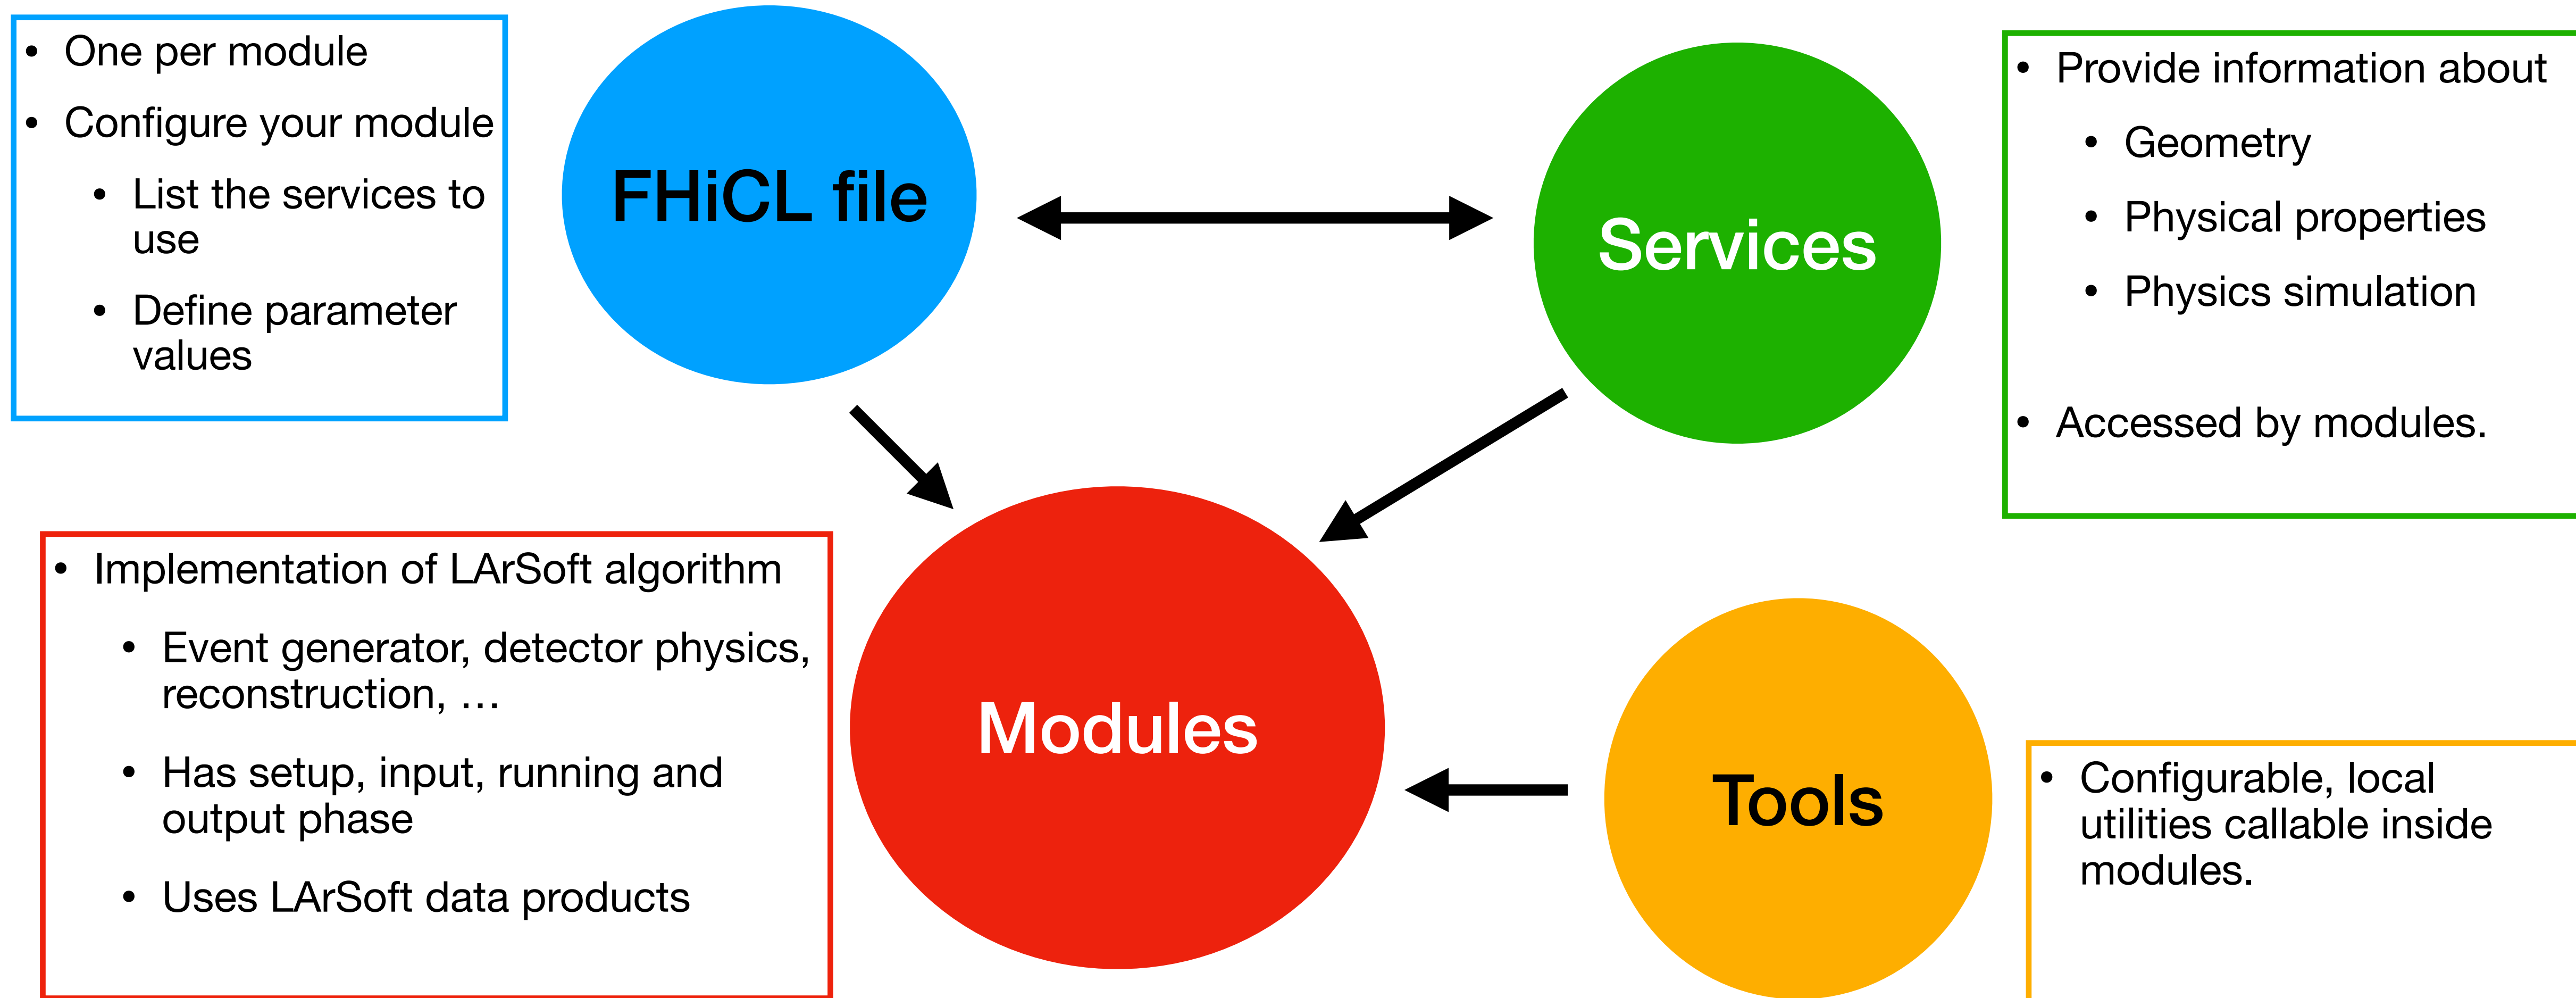 • One per module
• Configure your module
• List the services to
use
• Define parameter
values
FHiCL file
Services
• Provide information about
• Geometry
• Physical properties
• Physics simulation
• Accessed by modules.
• Implementation of LArSoft algorithm
• Event generator, detector physics,
reconstruction, …
• Has setup, input, running and
output phase
• Uses LArSoft data products
Modules
Tools
• Configurable, local
utilities callable inside
modules.